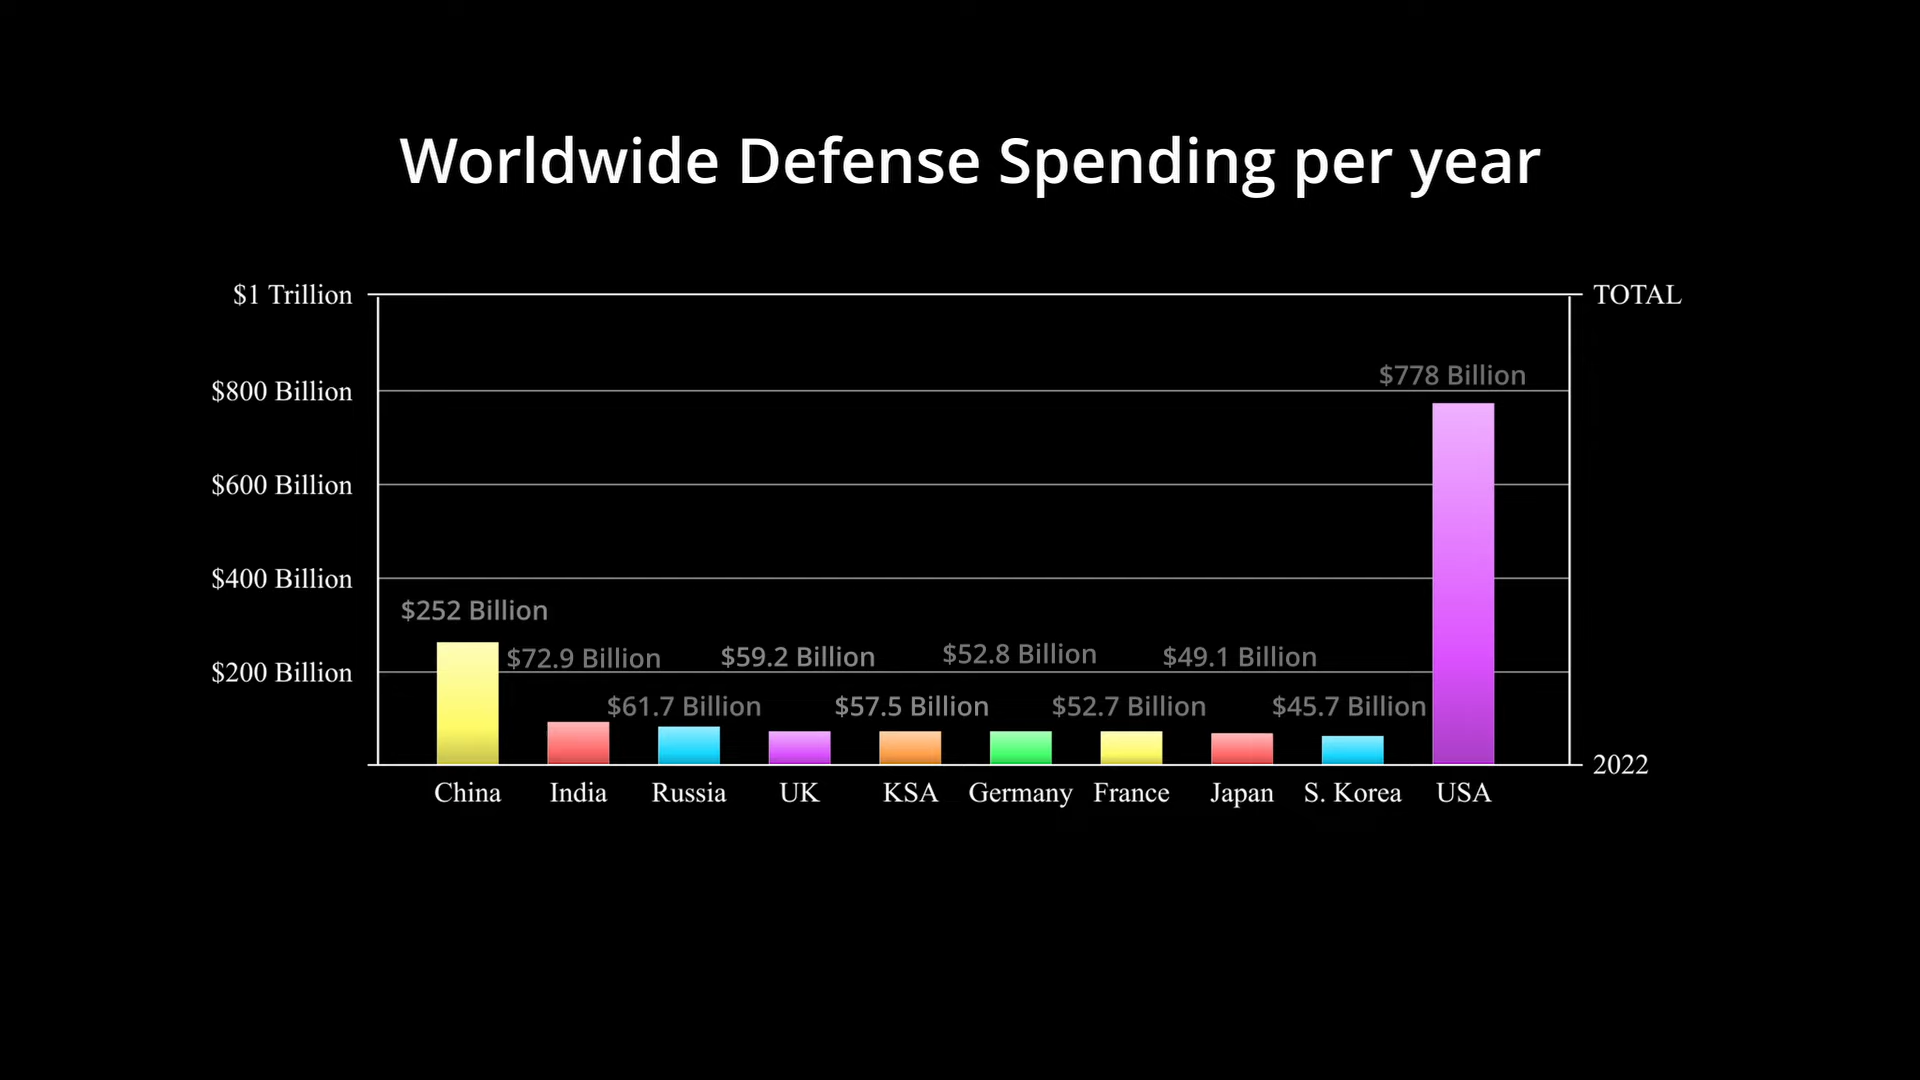 Worldwide Defense Spending per year
$1 Trillion
TOTAL
$778 Billion
$800 Billion
$600 Billion
$400 Billion
$252 Billion
$72.9 Billion
$59.2 Billion
$52.8 Billion
$49.1 Billion
$200 Billion
$61.7 Billion
$57.5 Billion
$52.7 Billion
$45.7 Billion
2022
China
India
Russia
UK
KSA
Germany
France
Japan
S. Korea
USA